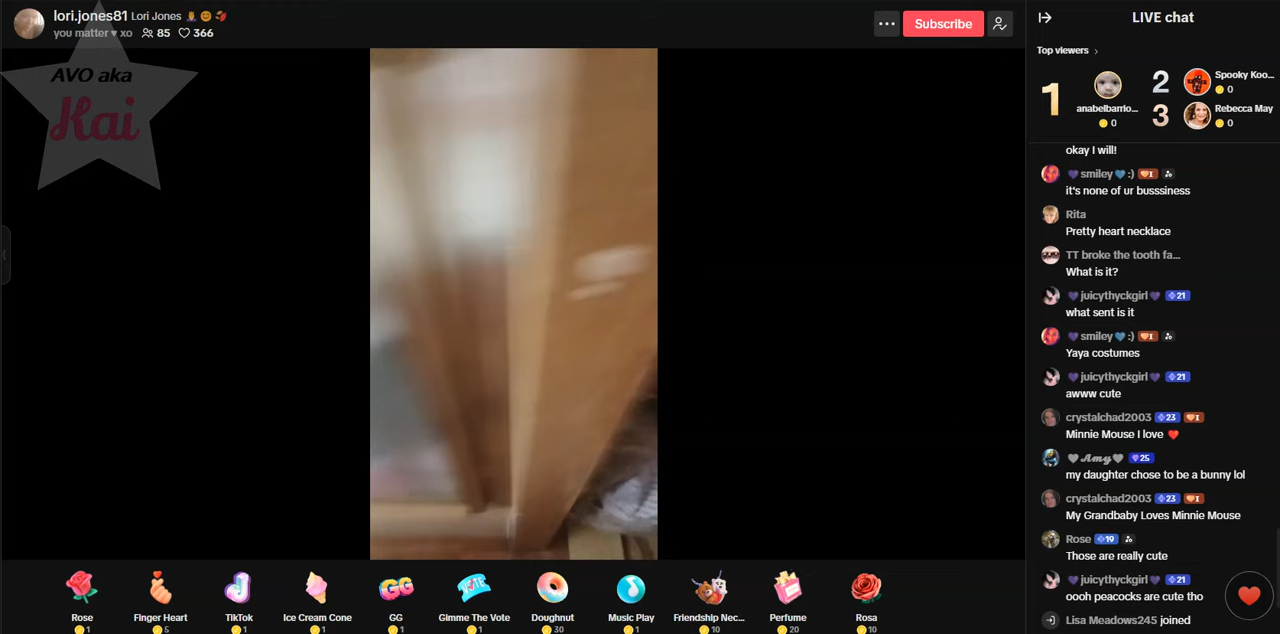 lori.jones81 Lori Jones
you matter ♥ xo 85 366
Subscribe
AVO aka
Kai
LIVE chat
Top viewers
1
anabelbarrio...
0
2
Spooky Koo...
0
3
Rebecca May
0
okay I will!
💜smiley💙:) I
it's none of ur busssiness
Rita
Pretty heart necklace
TT broke the tooth fa...
What is it?
💜juicythyckgirl💜 21
what sent is it
💜smiley💙:) I
Yaya costumes
💜juicythyckgirl💜 21
awww cute
crystalchad2003 23 I
Minnie Mouse I love ❤️
🤍𝓐𝓶𝔂🤍 25
my daughter chose to be a bunny lol
crystalchad2003 23 I
My Grandbaby Loves Minnie Mouse
Rose 19
Those are really cute
💜juicythyckgirl💜 21
oooh peacocks are cute tho
Lisa Meadows245 joined
GG
VOTE
Rose
1
Finger Heart
5
TikTok
1
Ice Cream Cone
1
GG
1
Gimme The Vote
1
Doughnut
30
Music Play
1
Friendship Nec...
10
Perfume
20
Rosa
10